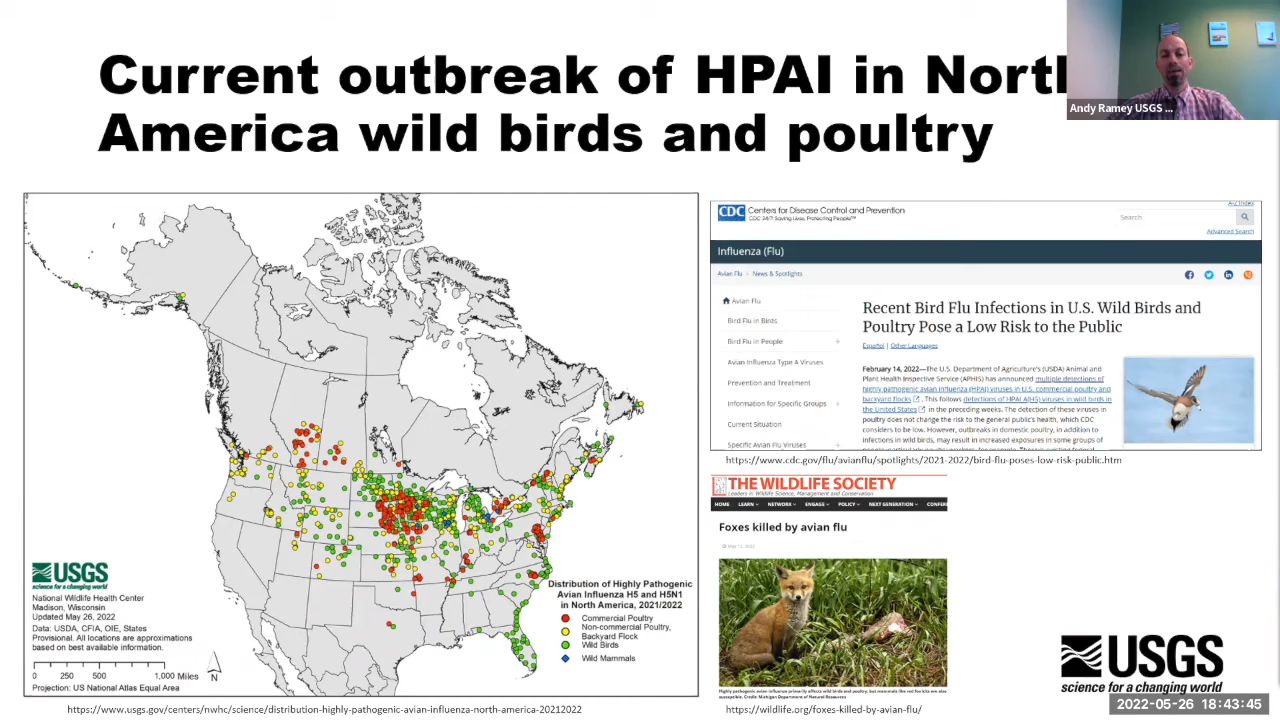 Current outbreak of HPAI in North
America wild birds and poultry
Andy Ramey USGS ...
USGS
science for a changing world
National Wildlife Health Center
Madison, Wisconsin
Updated May 26, 2022
Data: USDA, CFIA, OIE, States
Provisional. All locations are approximations
based on best available information.
0 250 500 1,000 Miles
N
Projection: US National Atlas Equal Area
Distribution of Highly Pathogenic
Avian Influenza H5 and H5N1
in North America, 2021/2022
Commercial Poultry
Non-commercial Poultry,
Backyard Flock
Wild Birds
Wild Mammals
https://www.usgs.gov/centers/nwhc/science/distribution-highly-pathogenic-avian-influenza-north-america-20212022
CDC Centers for Disease Control and Prevention
CDC 24/7: Saving Lives, Protecting People™
A-Z Index
Search
Advanced Search
Influenza (Flu)
Avian Flu > News & Spotlights
Avian Flu
Bird Flu in Birds
Bird Flu in People +
Avian Influenza Type A Viruses
Prevention and Treatment
Information for Specific Groups +
Current Situation
Specific Avian Flu Viruses +
Recent Bird Flu Infections in U.S. Wild Birds and
Poultry Pose a Low Risk to the Public
Español | Other Languages
February 14, 2022—The U.S. Department of Agriculture's (USDA) Animal and
Plant Health Inspective Service (APHIS) has announced multiple detections of
highly pathogenic avian influenza (HPAI) viruses in U.S. commercial poultry and
backyard flocks. This follows detections of HPAI A(H5) viruses in wild birds in
the United States in the preceding weeks. The detection of these viruses in
poultry does not change the risk to the general public's health, which CDC
considers to be low. However, outbreaks in domestic poultry, in addition to
infections in wild birds, may result in increased exposures in some groups of
https://www.cdc.gov/flu/avianflu/spotlights/2021-2022/bird-flu-poses-low-risk-public.htm
THE WILDLIFE SOCIETY
Leaders in Wildlife Science, Management and Conservation
HOME LEARN NETWORK ENGAGE POLICY NEXT GENERATION CONFERE
Foxes killed by avian flu
Highly pathogenic avian influenza primarily affects wild birds and poultry, but mammals like red fox kits are also
susceptible. Credit: Michigan Department of Natural Resources
https://wildlife.org/foxes-killed-by-avian-flu/
USGS
science for a changing world
2022-05-26 18:43:45